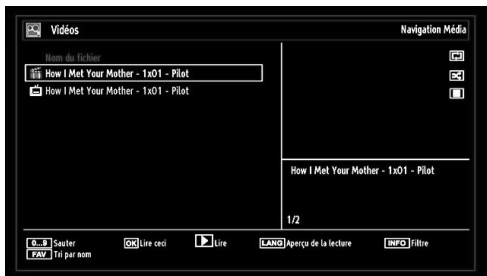 Vidéos Navigation Média
Nom du fichier
How I Met Your Mother - 1x01 - Pilot
How I Met Your Mother - 1x01 - Pilot
How I Met Your Mother - 1x01 - Pilot
1/2
0...9 Sauter OK Lire ceci Lire LANG Aperçu de la lecture INFO Filtre
FAV Tri par nom